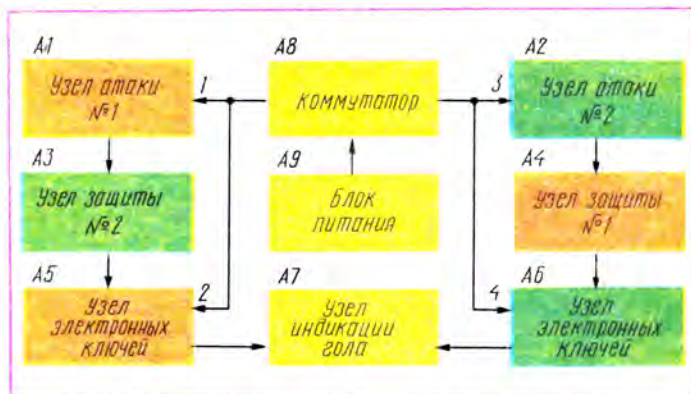 А1
Узел атаки
№1
1
А8
Коммутатор
3
А2
Узел атаки
№2
А3
Узел защиты
№2
А9
Блок
питания
А4
Узел защиты
№1
А5
Узел
электронных
ключей
2
А7
Узел
индикации
гола
4
А6
Узел
электронных
ключей